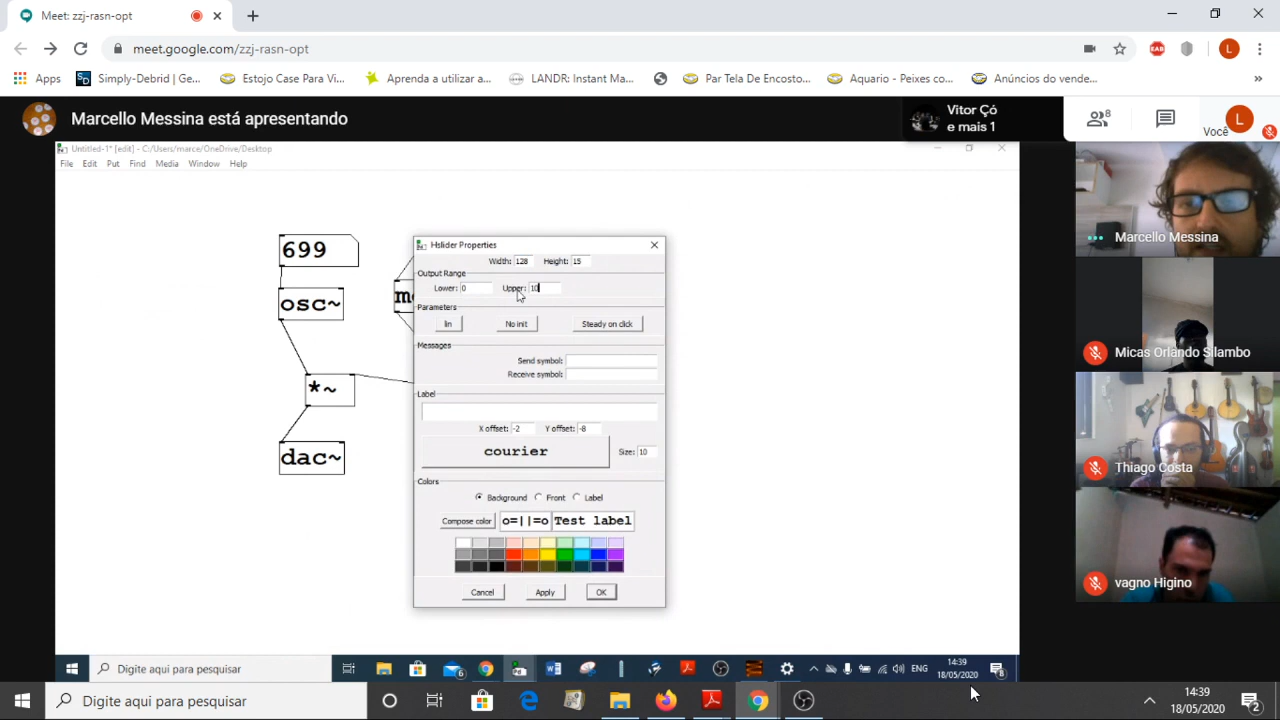 Meet: zzj-rasn-opt
meet.google.com/zzj-rasn-opt
Apps
Simply-Debrid | Ge...
Estojo Case Para Vi...
Aprenda a utilizar a...
LANDR: Instant Ma...
Par Tela De Encosto...
Aquario - Peixes co...
Anúncios do vende...
Marcello Messina está apresentando
Vitor Çó
e mais 1
8
L
Você
Untitled-1* [edit] - C:/Users/marce/OneDrive/Desktop
File Edit Put Find Media Window Help
699
osc~
*~
dac~
Hslider Properties
Width: 128 Height: 15
Output Range
Lower: 0 Upper: 10
Parameters
lin No init Steady on click
Messages
Send symbol:
Receive symbol:
Label
X offset: -2 Y offset: -8
courier Size: 10
Colors
Background Front Label
Compose color o=||=o Test label
Cancel Apply OK
Marcello Messina
Micas Orlando Silambo
Thiago Costa
vagno Higino
Digite aqui para pesquisar
6
ENG
14:39
18/05/2020
8
Digite aqui para pesquisar
14:39
18/05/2020
2